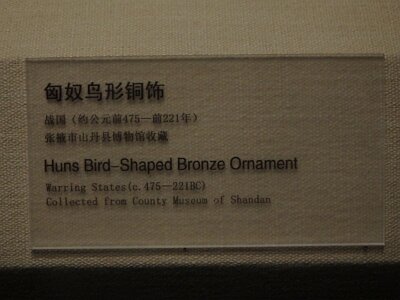 匈奴鸟形铜饰
战国（约公元前475—前221年）
张掖市山丹县博物馆收藏
Huns Bird-Shaped Bronze Ornament
Warring States(c.475—221BC)
Collected from County Museum of Shandan